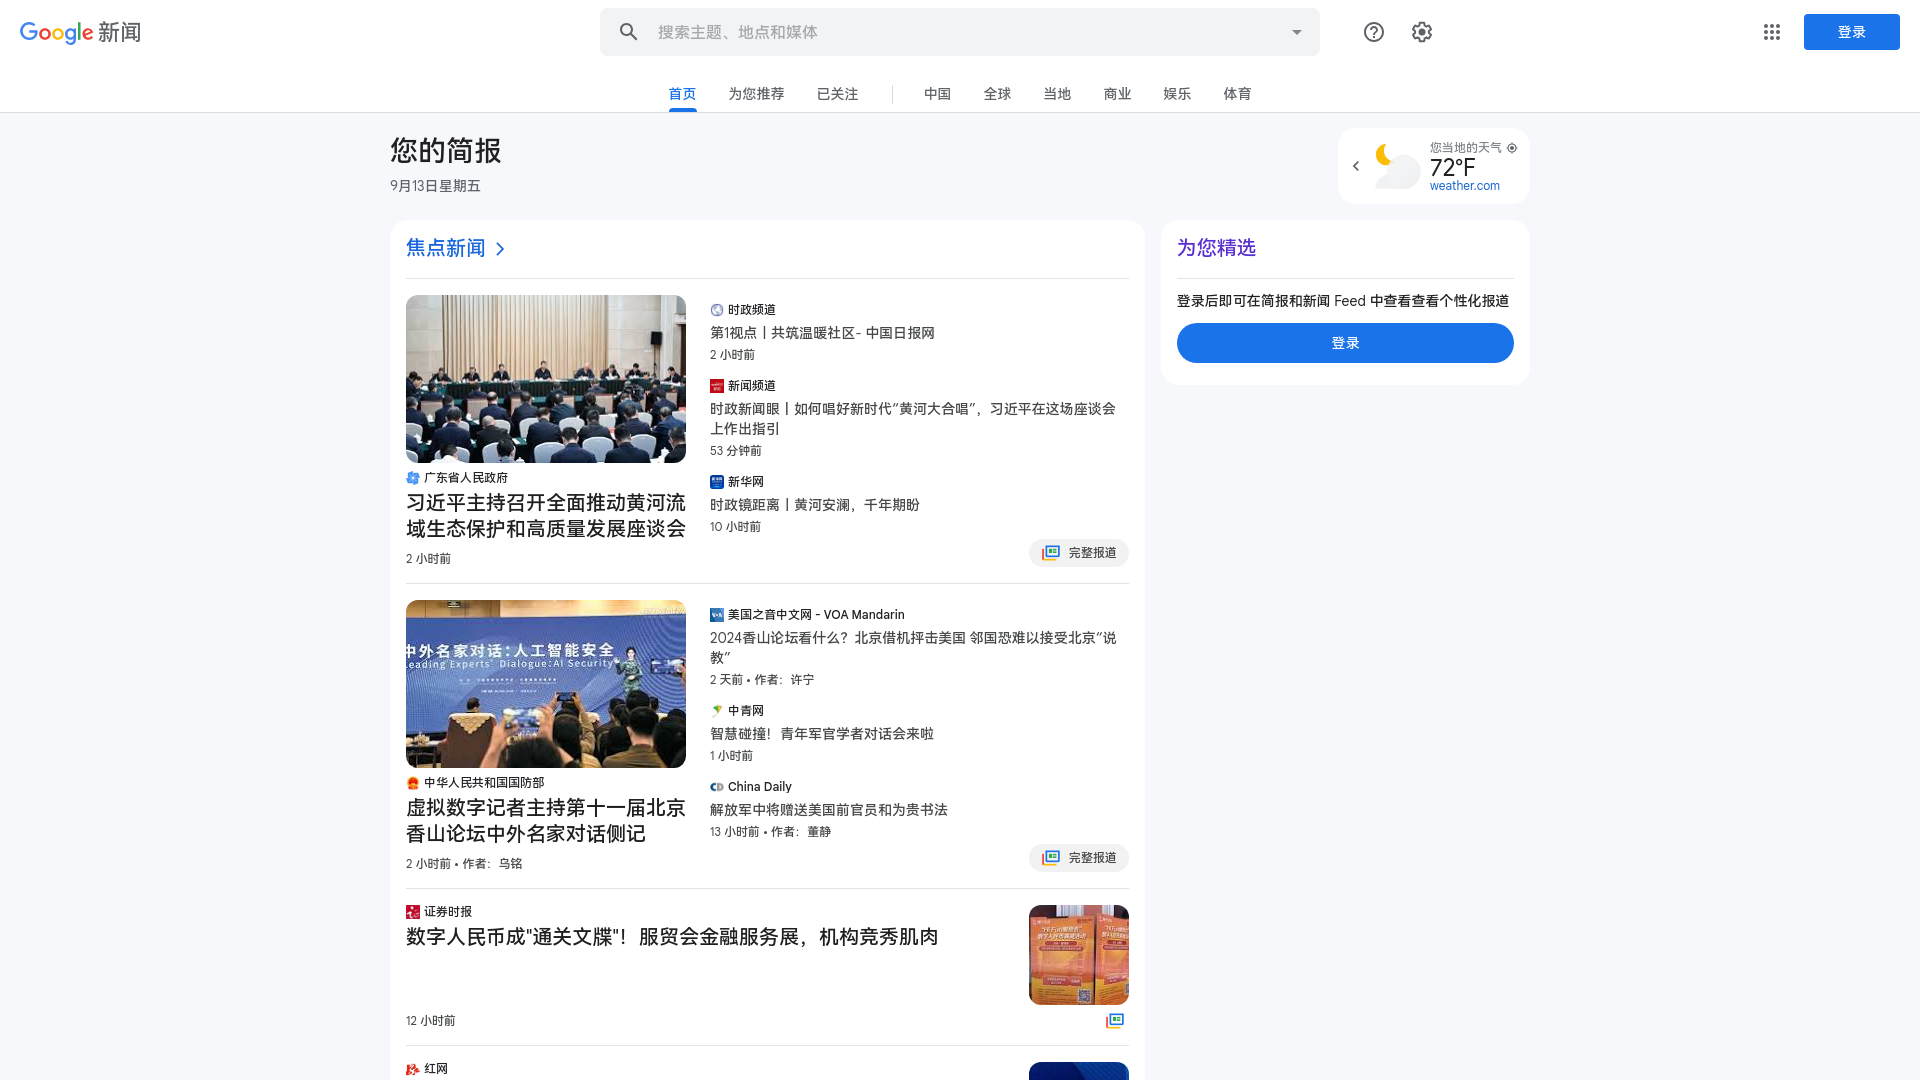 Google 新闻
搜索主题、地点和媒体
登录
首页
为您推荐
已关注
中国
全球
当地
商业
娱乐
体育
您的简报
9月13日星期五
您当地的天气
72°F
weather.com
焦点新闻
广东省人民政府
习近平主持召开全面推动黄河流
域生态保护和高质量发展座谈会
2 小时前
时政频道
第1视点丨共筑温暖社区- 中国日报网
2 小时前
新闻频道
时政新闻眼丨如何唱好新时代“黄河大合唱”，习近平在这场座谈会
上作出指引
53 分钟前
新华网
时政镜距离丨黄河安澜，千年期盼
10 小时前
完整报道
中外名家对话:人工智能安全
Leading Experts' Dialogue:AI Security
中华人民共和国国防部
虚拟数字记者主持第十一届北京
香山论坛中外名家对话侧记
2 小时前 • 作者：乌铭
美国之音中文网 - VOA Mandarin
2024香山论坛看什么？北京借机抨击美国 邻国恐难以接受北京“说
教”
2 天前 • 作者：许宁
中青网
智慧碰撞！青年军官学者对话会来啦
1 小时前
China Daily
解放军中将赠送美国前官员和为贵书法
13 小时前 • 作者：董静
完整报道
证券时报
数字人民币成"通关文牒"！服贸会金融服务展，机构竞秀肌肉
12 小时前
红网
为您精选
登录后即可在简报和新闻 Feed 中查看查看个性化报道
登录